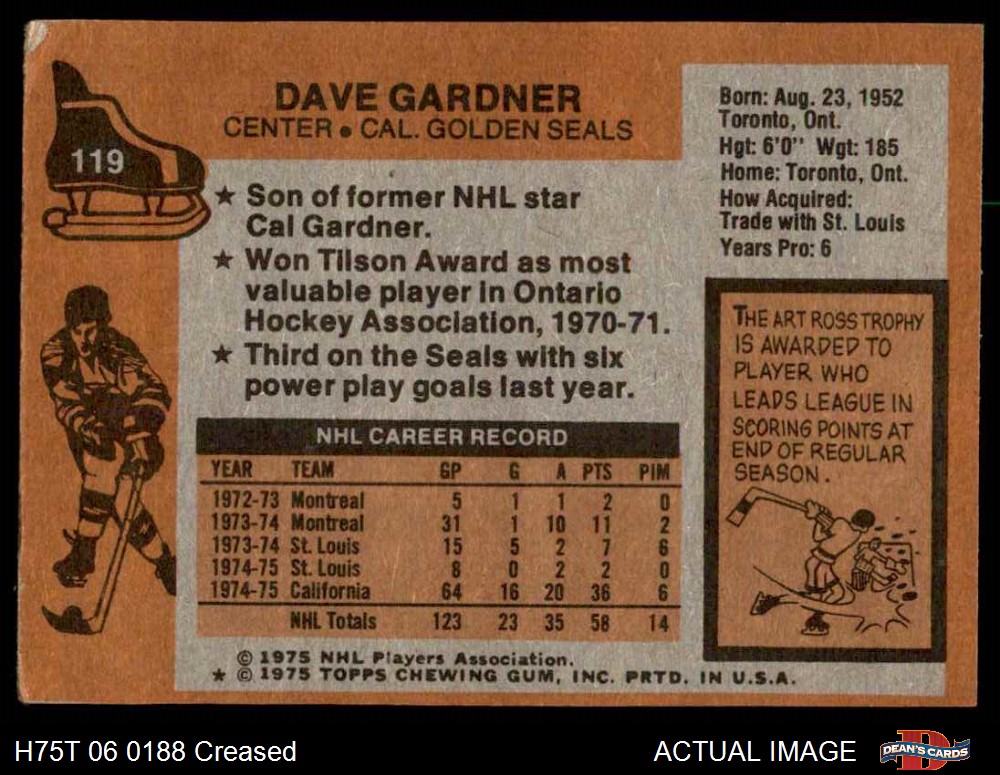 119
DAVE GARDNER
CENTER • CAL. GOLDEN SEALS
★ Son of former NHL star
Cal Gardner.
★ Won Tilson Award as most
valuable player in Ontario
Hockey Association, 1970-71.
★ Third on the Seals with six
power play goals last year.
Born: Aug. 23, 1952
Toronto, Ont.
Hgt: 6'0" Wgt: 185
Home: Toronto, Ont.
How Acquired:
Trade with St. Louis
Years Pro: 6
THE ART ROSS TROPHY
IS AWARDED TO
PLAYER WHO
LEADS LEAGUE IN
SCORING POINTS AT
END OF REGULAR
SEASON.
NHL CAREER RECORD
YEAR TEAM GP G A PTS PIM
1972-73 Montreal 5 1 1 2 0
1973-74 Montreal 31 1 10 11 2
1973-74 St. Louis 15 5 2 7 6
1974-75 St. Louis 8 0 2 2 0
1974-75 California 64 16 20 36 6
NHL Totals 123 23 35 58 14
© 1975 NHL Players Association.
★ © 1975 TOPPS CHEWING GUM, INC. PRTD. IN U.S.A.
H75T 06 0188 Creased
ACTUAL IMAGE
D
DEAN'S CARDS